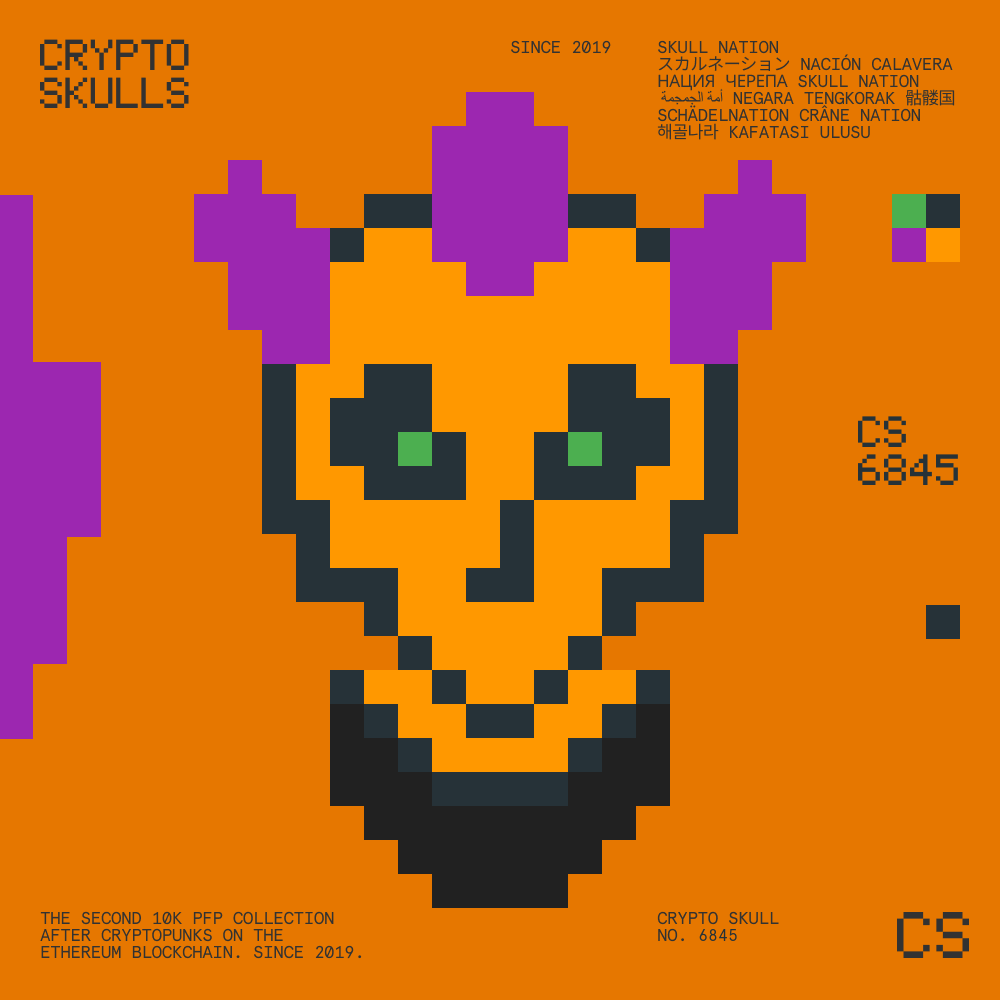 CRYPTO
SKULLS
SINCE 2019
SKULL NATION
スカルネーション NACIÓN CALAVERA
НАЦИЯ ЧЕРЕПА SKULL NATION
أمة الجمجمة NEGARA TENGKORAK 骷髅国
SCHÄDELNATION CRÂNE NATION
해골나라 KAFATASI ULUSU
CS
6845
THE SECOND 10K PFP COLLECTION
AFTER CRYPTOPUNKS ON THE
ETHEREUM BLOCKCHAIN. SINCE 2019.
CRYPTO SKULL
NO. 6845
CS